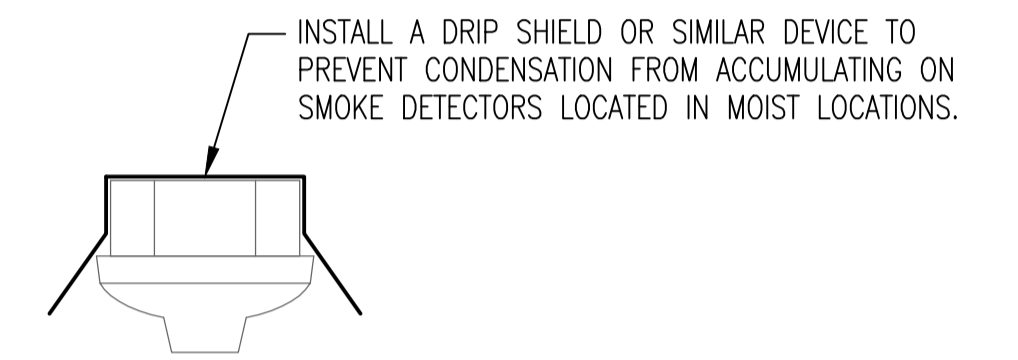 INSTALL A DRIP SHIELD OR SIMILAR DEVICE TO
PREVENT CONDENSATION FROM ACCUMULATING ON
SMOKE DETECTORS LOCATED IN MOIST LOCATIONS.